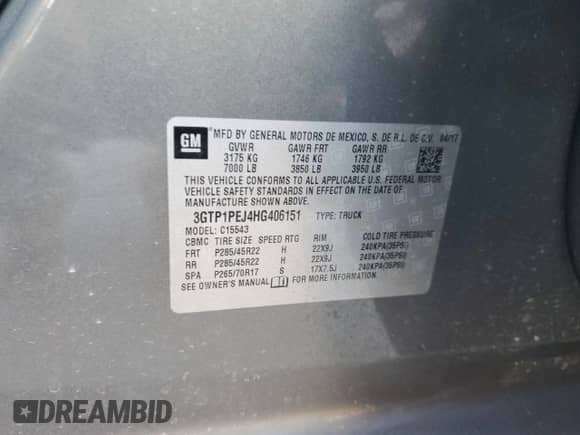 GM
MFD BY GENERAL MOTORS DE MEXICO, S. DE R.L. DE C.V. 04/17
GVWR GAWR FRT GAWR RR
3175 KG 1746 KG 1792 KG
7000 LB 3850 LB 3950 LB
THIS VEHICLE CONFORMS TO ALL APPLICABLE U.S. FEDERAL MOTOR
VEHICLE SAFETY STANDARDS IN EFFECT ON THE DATE OF
MANUFACTURE SHOWN ABOVE.
3GTP1PEJ4HG406151 TYPE: TRUCK
MODEL: C15543
CBMC TIRE SIZE SPEED RTG RIM COLD TIRE PRESSURE
FRT P285/45R22 H 22X9J 240KPA(35PSI)
RR P285/45R22 H 22X9J 240KPA(35PSI)
SPA P265/70R17 S 17X7.5J 240KPA(35PSI)
SEE OWNER'S MANUAL FOR MORE INFORMATION.
DREAMBID